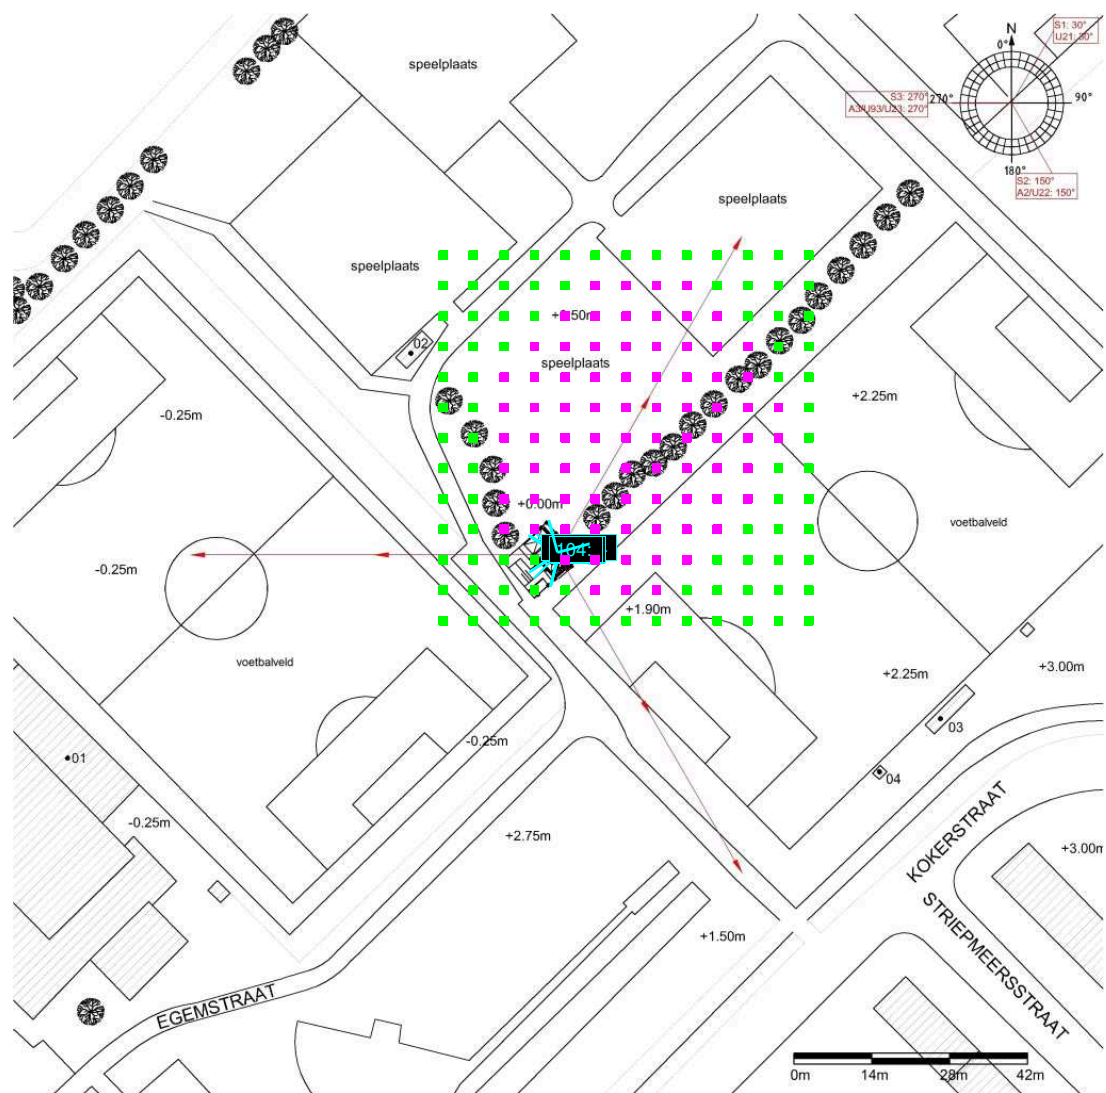 speelplaats
N
0°
S1: 30°
U21: 30°
S3: 270°
A3/U93/U23: 270°
270°
90°
180°
S2: 150°
A2/U22: 150°
speelplaats
speelplaats
02
speelplaats
-0.25m
+2.25m
+0.00m
voetbalveld
104
-0.25m
+1.90m
voetbalveld
+2.25m
+3.00m
03
-0.25m
01
04
-0.25m
+2.75m
KOKERSTRAAT
+3.00m
STRIEPMEERSSTRAAT
+1.50m
EGEMSTRAAT
0m
14m
28m
42m